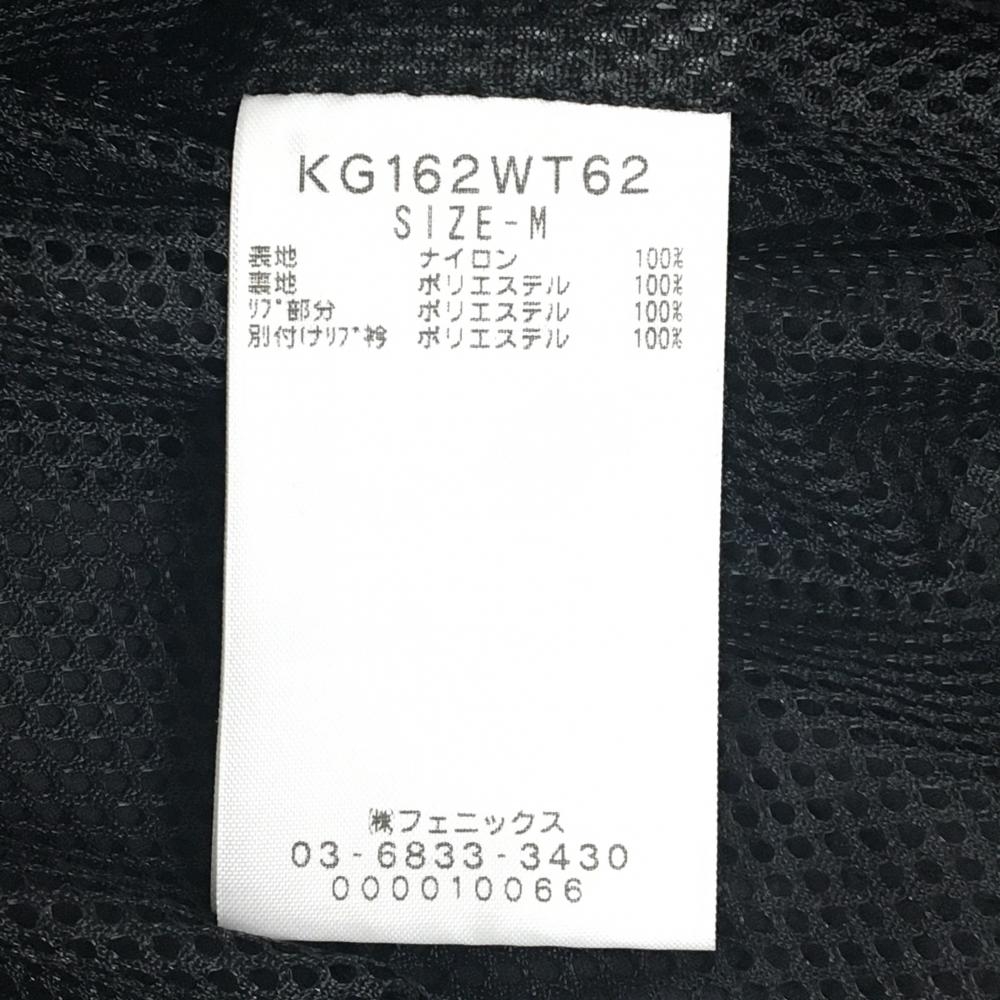 KG162WT62
SIZE-M
表地 ナイロン 100%
裏地 ポリエステル 100%
ﾘﾌﾞ部分 ポリエステル 100%
別付けﾅﾘﾌﾞ衿 ポリエステル 100%
㈱フェニックス
03-6833-3430
000010066